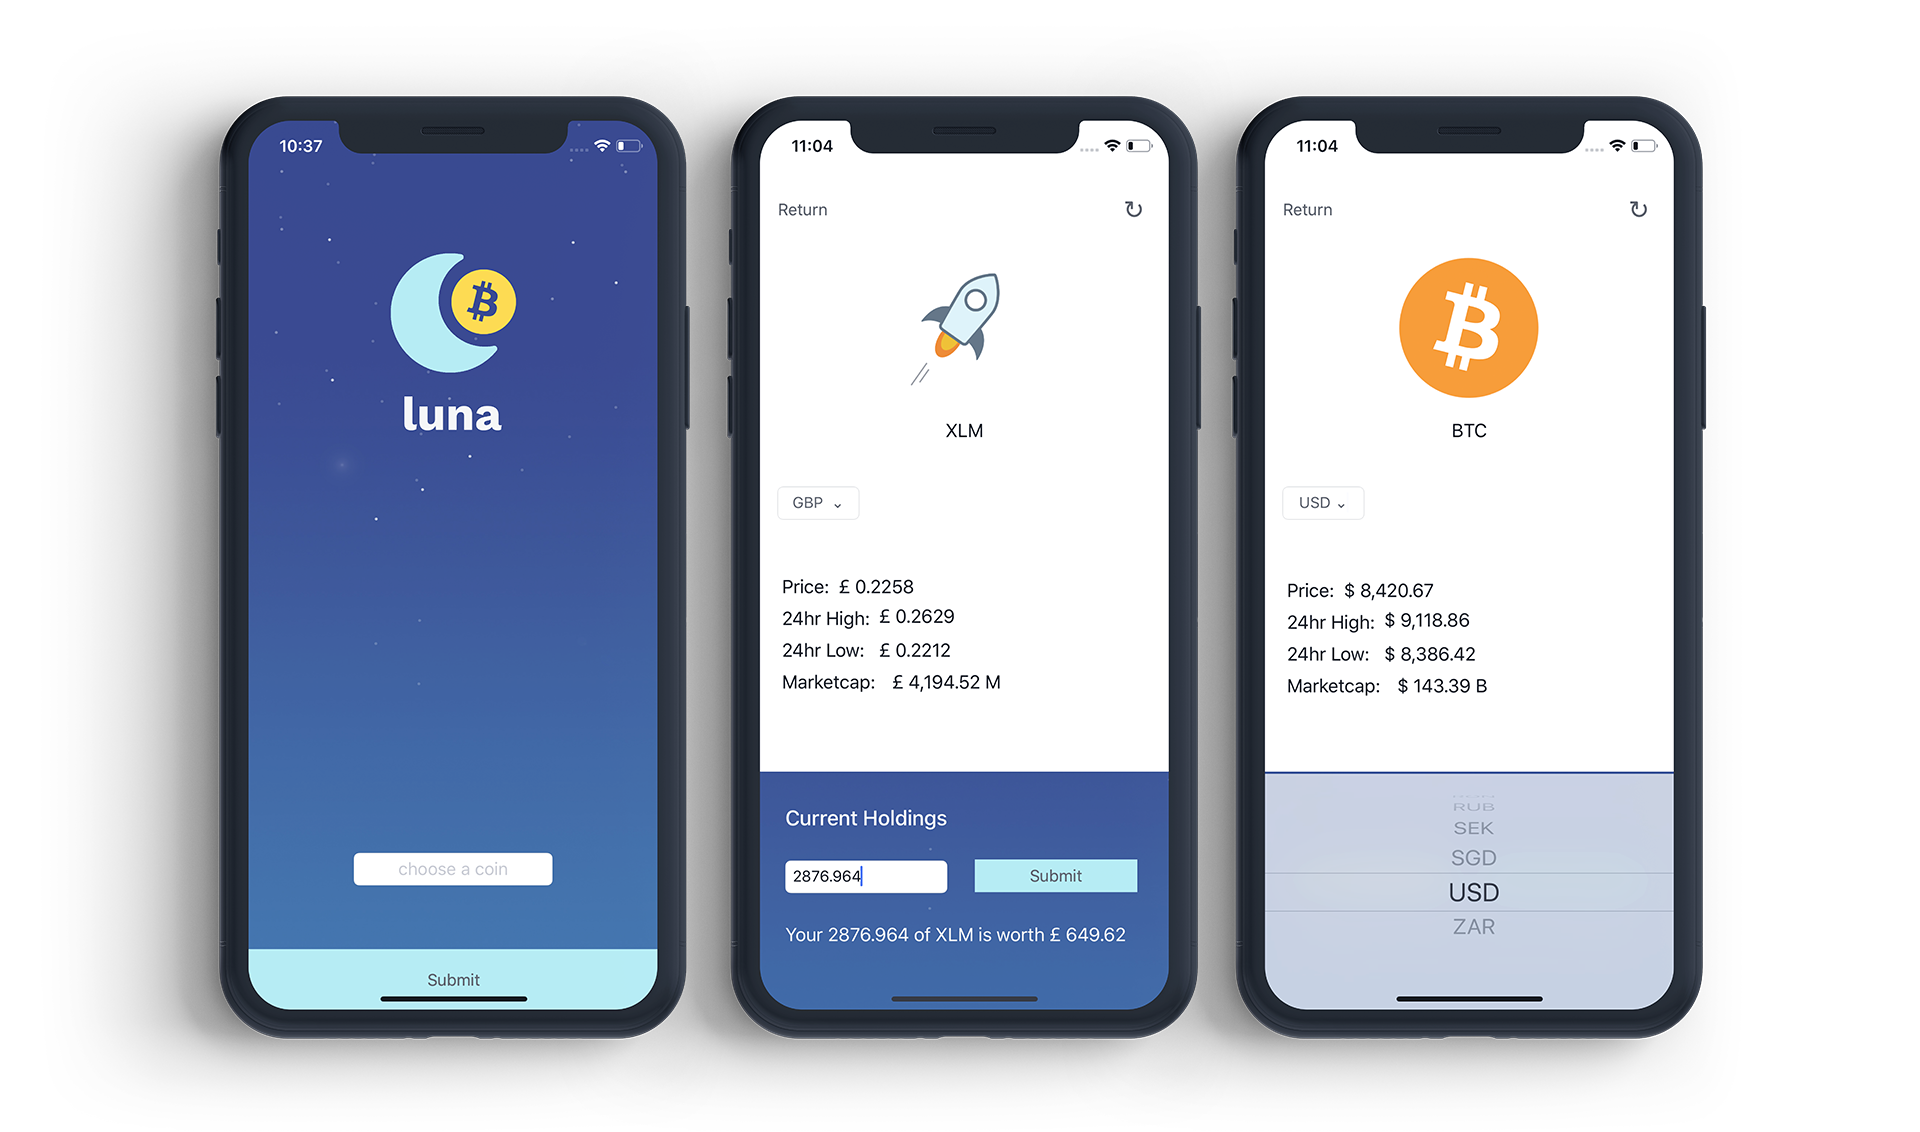 10:37
luna
choose a coin
Submit
11:04
Return ↻
XLM
GBP ⌄
Price: £ 0.2258
24hr High: £ 0.2629
24hr Low: £ 0.2212
Marketcap: £ 4,194.52 M
Current Holdings
2876.964
Submit
Your 2876.964 of XLM is worth £ 649.62
11:04
Return ↻
BTC
USD ⌄
Price: $ 8,420.67
24hr High: $ 9,118.86
24hr Low: $ 8,386.42
Marketcap: $ 143.39 B
RUB
SEK
SGD
USD
ZAR